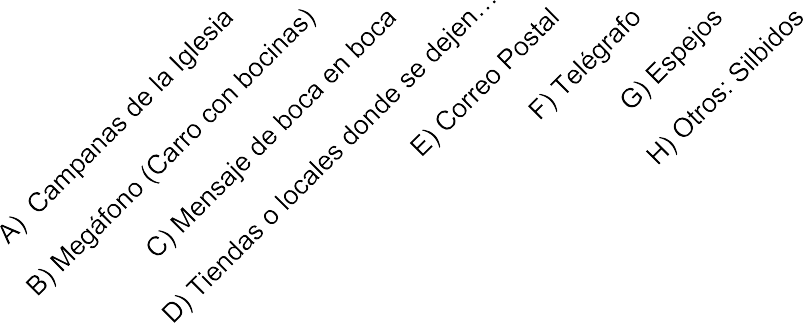 A) Campanas de la Iglesia
B) Megáfono (Carro con bocinas)
C) Mensaje de boca en boca
D) Tiendas o locales donde se dejen…
E) Correo Postal
F) Telégrafo
G) Espejos
H) Otros: Silbidos